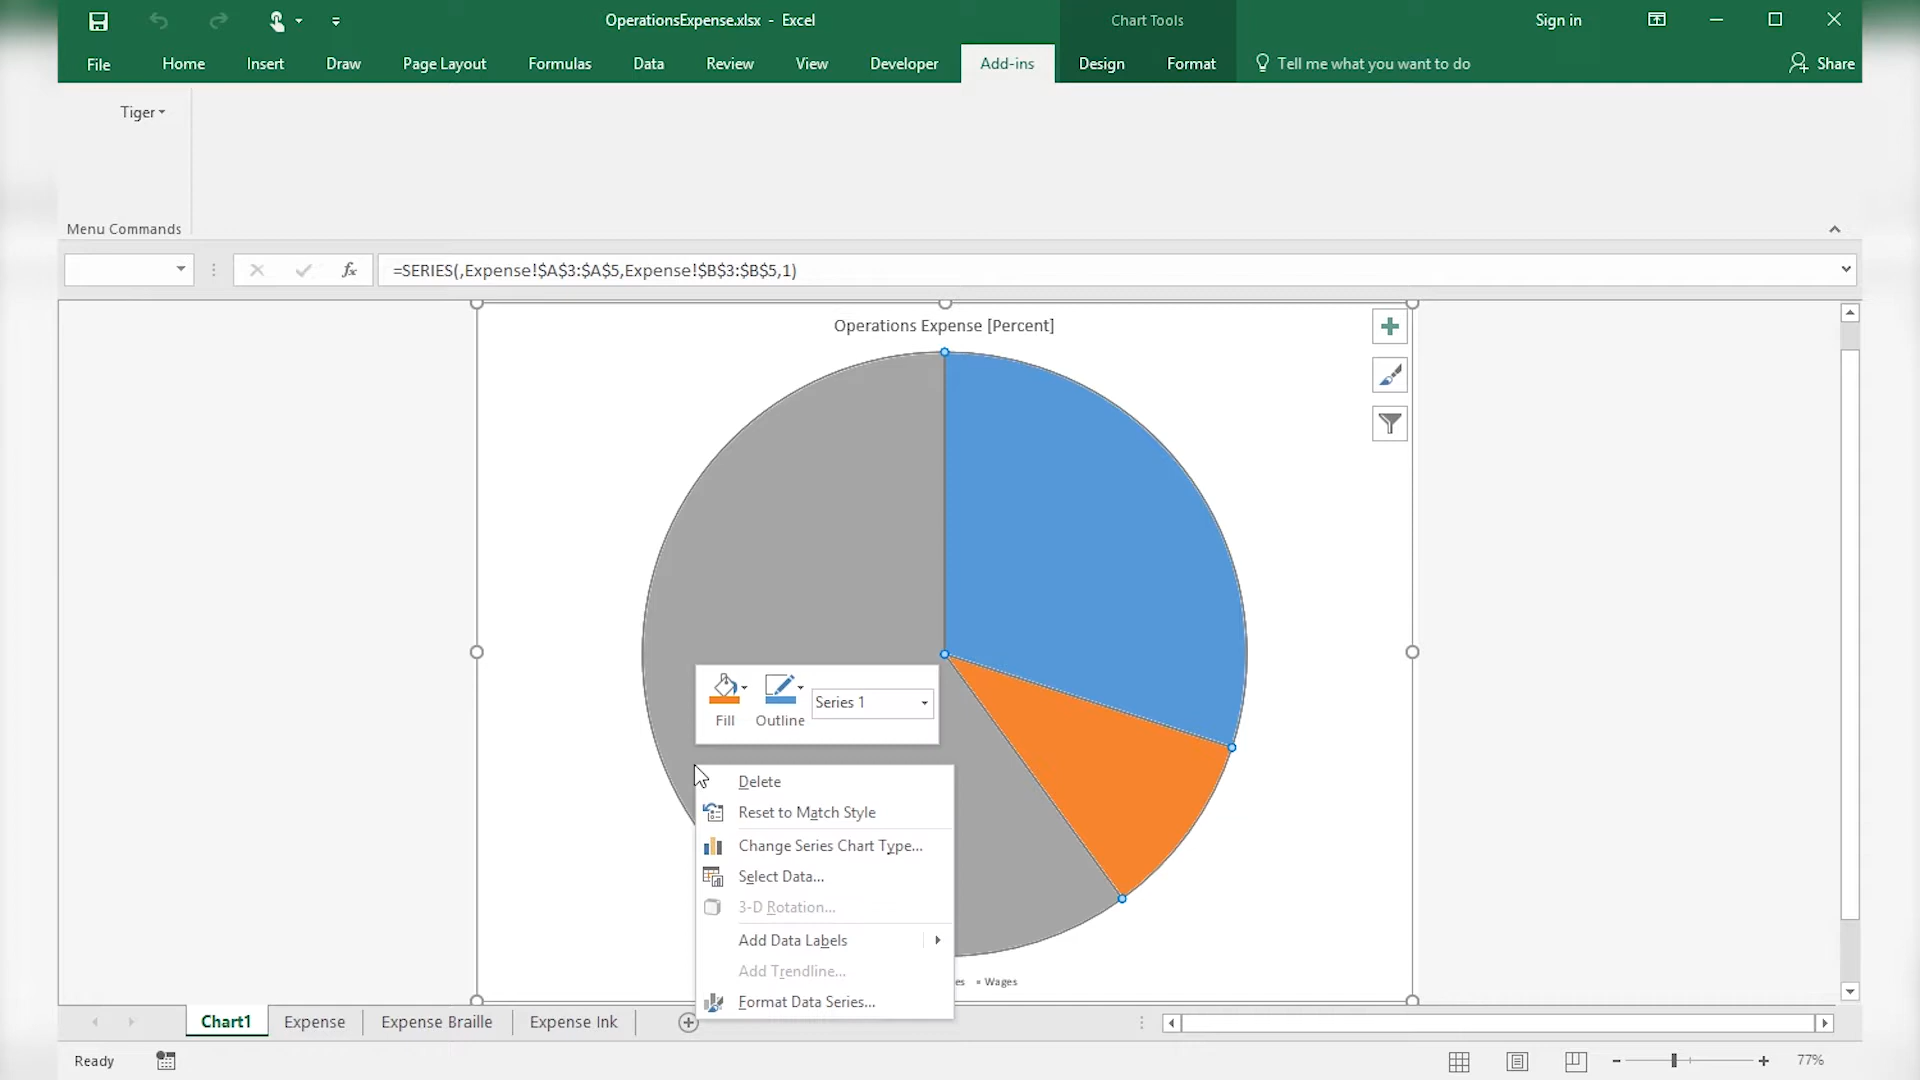 OperationsExpense.xlsx - Excel
Chart Tools
Sign in
File
Home
Insert
Draw
Page Layout
Formulas
Data
Review
View
Developer
Add-ins
Design
Format
Tell me what you want to do
Share
Tiger
Menu Commands
fx
=SERIES(,Expense!$A$3:$A$5,Expense!$B$3:$B$5,1)
Operations Expense [Percent]
Series 1
Fill
Outline
Delete
Reset to Match Style
Change Series Chart Type...
Select Data...
3-D Rotation...
Add Data Labels
Add Trendline...
Format Data Series...
es Wages
Chart1
Expense
Expense Braille
Expense Ink
Ready
77%